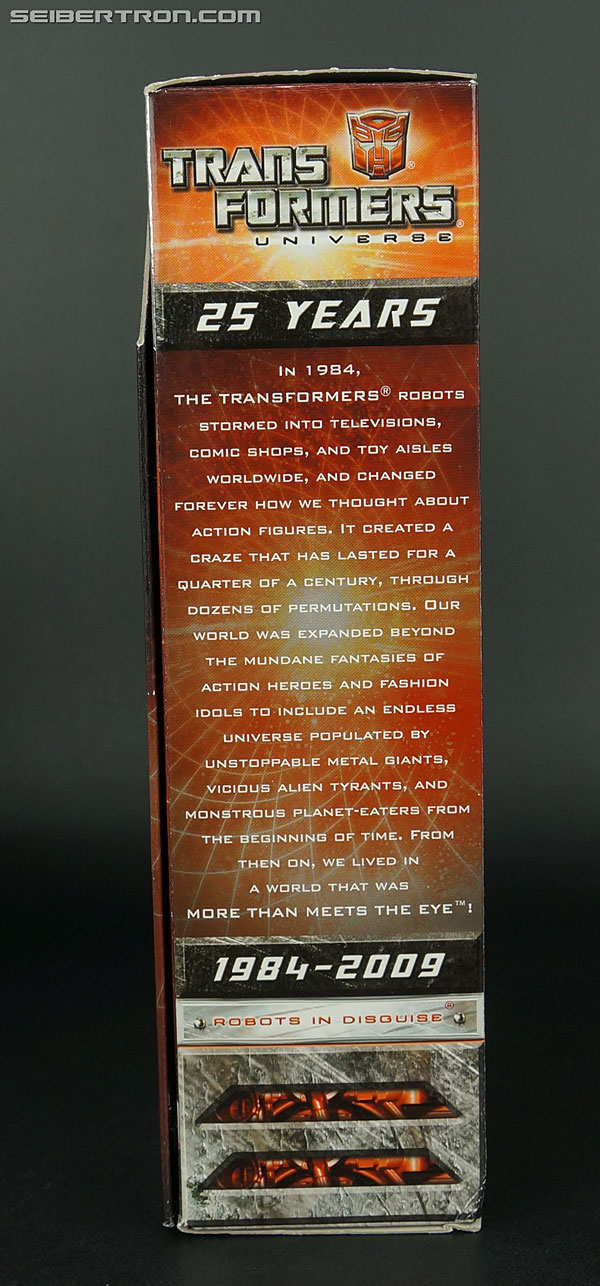 SEIBERTRON.COM
TRANS
FORMERS®
UNIVERSE
25 YEARS
IN 1984,
THE TRANSFORMERS® ROBOTS
STORMED INTO TELEVISIONS,
COMIC SHOPS, AND TOY AISLES
WORLDWIDE, AND CHANGED
FOREVER HOW WE THOUGHT ABOUT
ACTION FIGURES. IT CREATED A
CRAZE THAT HAS LASTED FOR A
QUARTER OF A CENTURY, THROUGH
DOZENS OF PERMUTATIONS. OUR
WORLD WAS EXPANDED BEYOND
THE MUNDANE FANTASIES OF
ACTION HEROES AND FASHION
IDOLS TO INCLUDE AN ENDLESS
UNIVERSE POPULATED BY
UNSTOPPABLE METAL GIANTS,
VICIOUS ALIEN TYRANTS, AND
MONSTROUS PLANET-EATERS FROM
THE BEGINNING OF TIME. FROM
THEN ON, WE LIVED IN
A WORLD THAT WAS
MORE THAN MEETS THE EYE™!
1984-2009
ROBOTS IN DISGUISE®